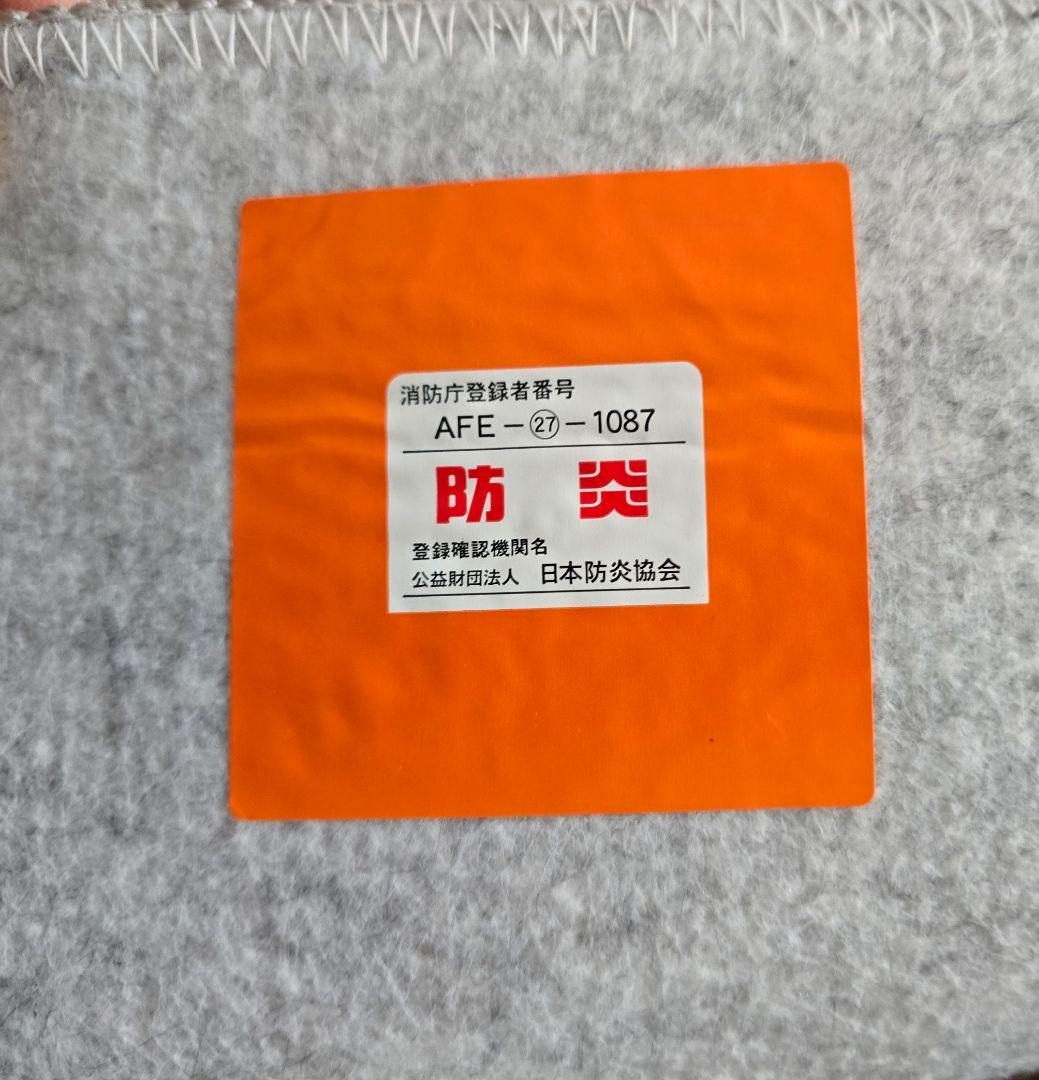 消防庁登録者番号
AFE－㉗－1087
防 炎
登録確認機関名
公益財団法人 日本防炎協会